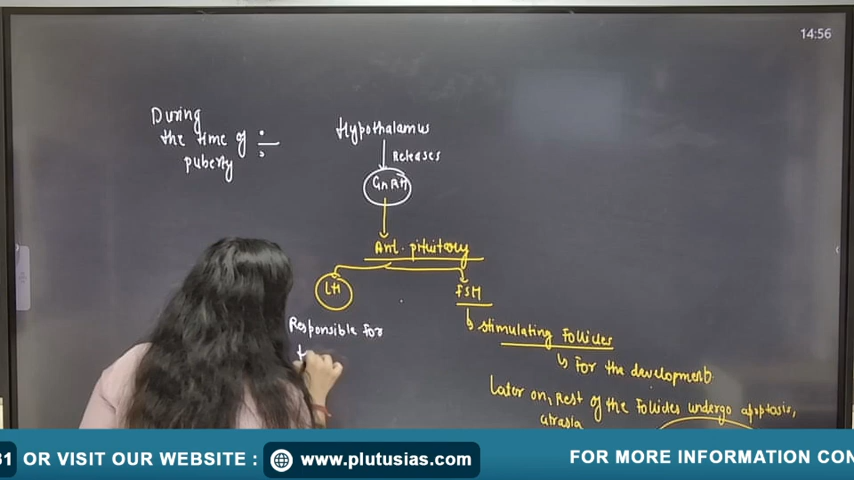 14:56
During
the time of :-
puberty
Hypothalamus
Releases
GnRH
Ant. pituitary
LH
FSH
Responsible for
stimulating follicles
For the development
Later on, Rest of the Follicles undergo apoptosis,
atrasia
31 OR VISIT OUR WEBSITE : www.plutusias.com
FOR MORE INFORMATION CON